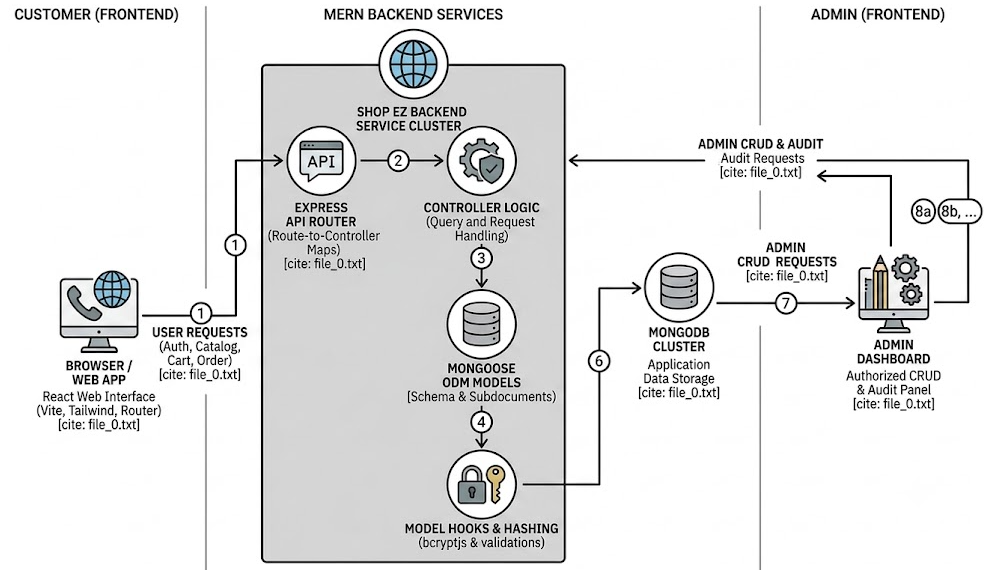 CUSTOMER (FRONTEND)
MERN BACKEND SERVICES
ADMIN (FRONTEND)
SHOP EZ BACKEND
SERVICE CLUSTER
API
2
EXPRESS
API ROUTER
(Route-to-Controller
Maps)
[cite: file_0.txt]
CONTROLLER LOGIC
(Query and Request
Handling)
3
1
1
USER REQUESTS
(Auth, Catalog,
Cart, Order)
[cite: file_0.txt]
BROWSER /
WEB APP
React Web Interface
(Vite, Tailwind, Router)
[cite: file_0.txt]
MONGOOSE
ODM MODELS
[Schema & Subdocuments)
4
MODEL HOOKS & HASHING
(bcryptjs & validations)
6
MONGODB
CLUSTER
Application
Data Storage
[cite: file_0.txt]
ADMIN CRUD & AUDIT
Audit Requests
[cite: file_0.txt]
8a
8b, ...
ADMIN
CRUD REQUESTS
[cite: file_0.txt]
7
ADMIN
DASHBOARD
Authorized CRUD
& Audit Panel
[cite: file_0.txt]